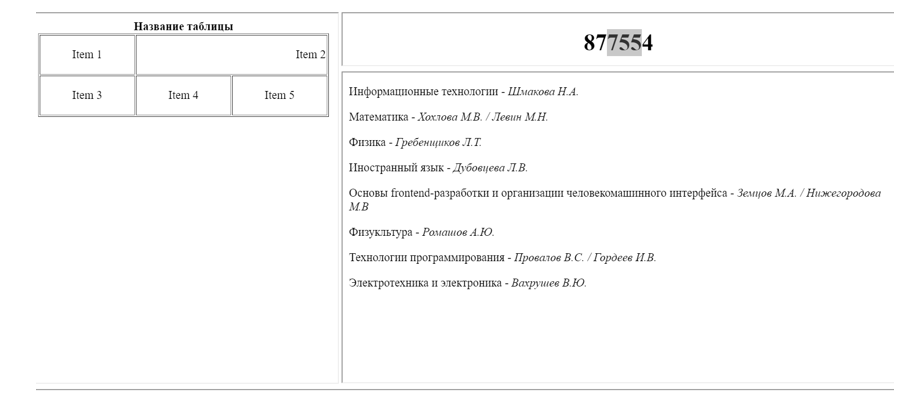 Название таблицы
Item 1
Item 2
Item 3
Item 4
Item 5
877554
Информационные технологии - Шмакова Н.А.
Математика - Хохлова М.В. / Левин М.Н.
Физика - Гребенщиков Л.Т.
Иностранный язык - Дубовцева Л.В.
Основы frontend-разработки и организации человекомашинного интерфейса - Земцов М.А. / Нижегородова
М.В
Физукльтура - Ромашов А.Ю.
Технологии программирования - Провалов В.С. / Гордеев И.В.
Электротехника и электроника - Вахрушев В.Ю.